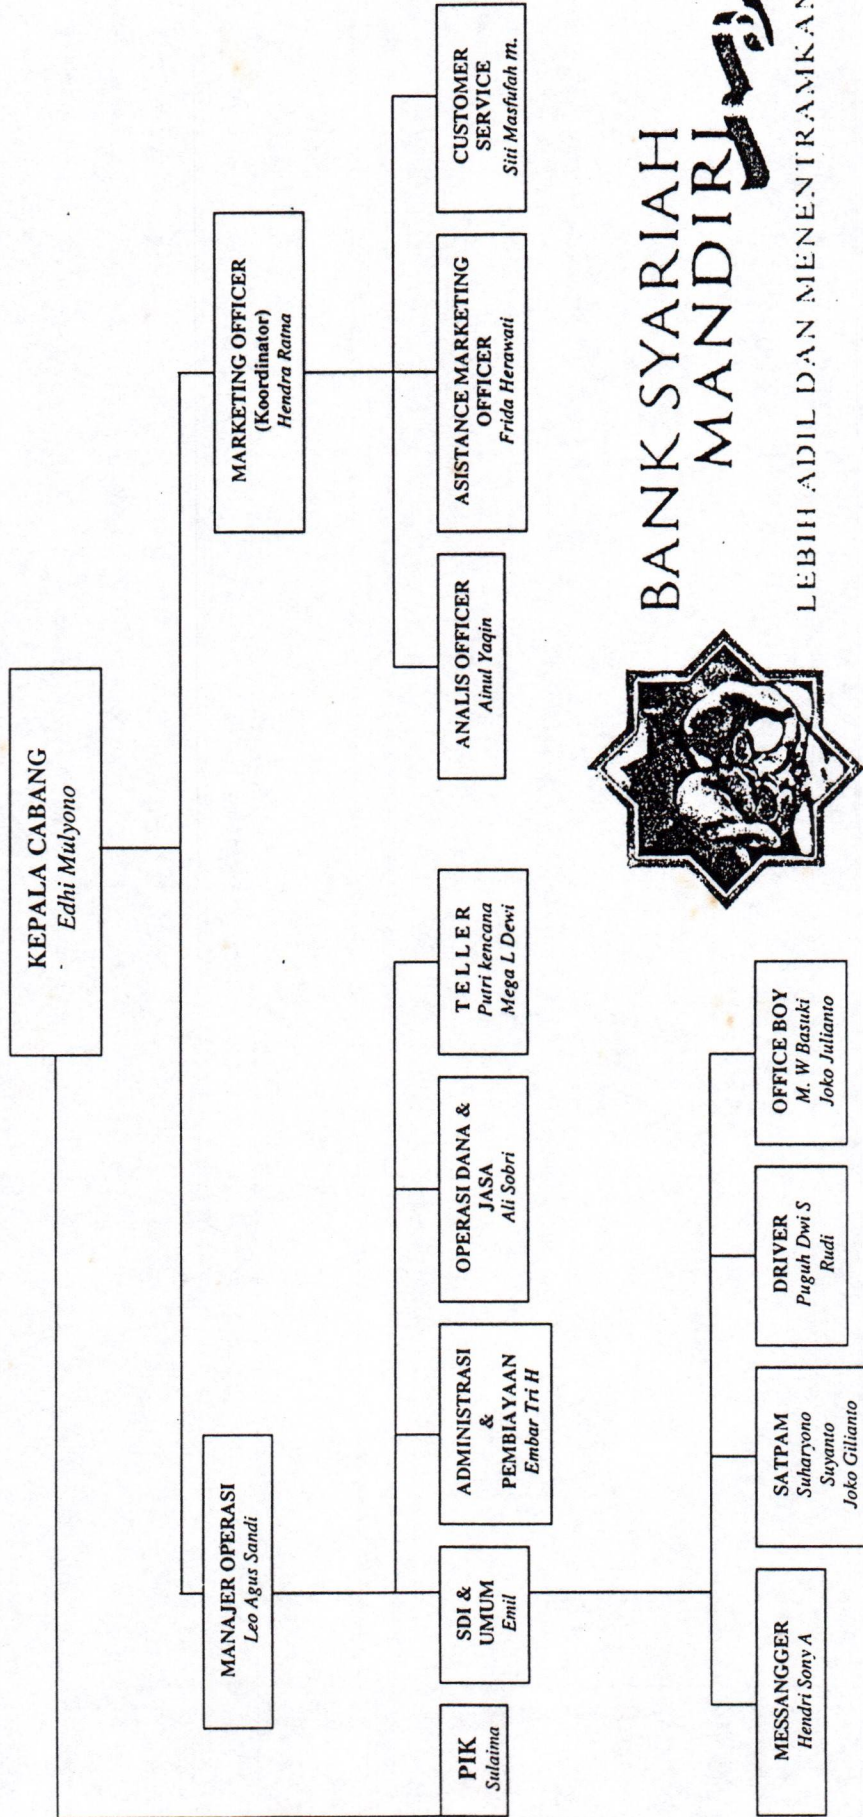 KEPALA CABANG
Edhi Mulyono
MANAJER OPERASI
Leo Agus Sandi
MARKETING OFFICER
(Koordinator)
Hendra Ratna
PIK
Sulaima
SDI &
UMUM
Emil
ADMINISTRASI
&
PEMBIAYAAN
Embar Tri H
OPERASI DANA &
JASA
Ali Sobri
T E L L E R
Putri kencana
Mega L Dewi
ANALIS OFFICER
Ainul Yaqin
ASISTANCE MARKETING
OFFICER
Frida Herawati
CUSTOMER
SERVICE
Siti Masfufah m.
MESSANGGER
Hendri Sony A
SATPAM
Suharyono
Suyanto
Joko Gilianto
DRIVER
Puguh Dwi S
Rudi
OFFICE BOY
M. W Basuki
Joko Julianto
BANK SYARIAH
MANDIRI
LEBIH ADIL DAN MENENTRAMKAN